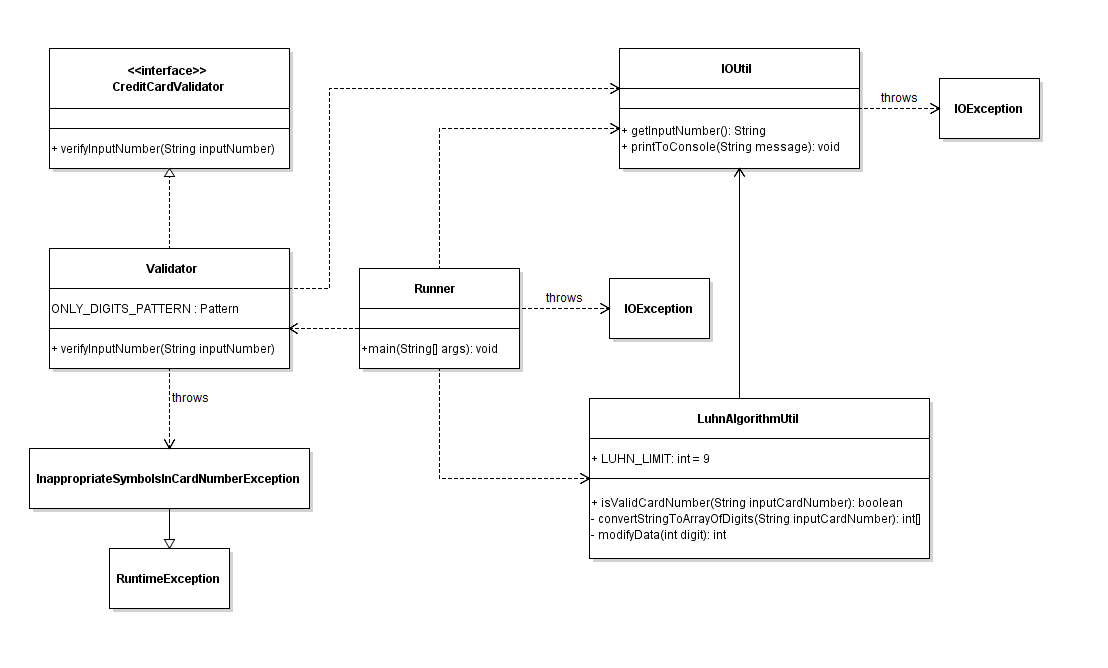 <<interface>>
CreditCardValidator
+ verifyInputNumber(String inputNumber)
IOUtil
+ getInputNumber(): String
+ printToConsole(String message): void
throws
IOException
Validator
ONLY_DIGITS_PATTERN : Pattern
+ verifyInputNumber(String inputNumber)
Runner
+main(String[] args): void
throws
IOException
throws
InappropriateSymbolsInCardNumberException
RuntimeException
LuhnAlgorithmUtil
+ LUHN_LIMIT: int = 9
+ isValidCardNumber(String inputCardNumber): boolean
- convertStringToArrayOfDigits(String inputCardNumber): int[]
- modifyData(int digit): int